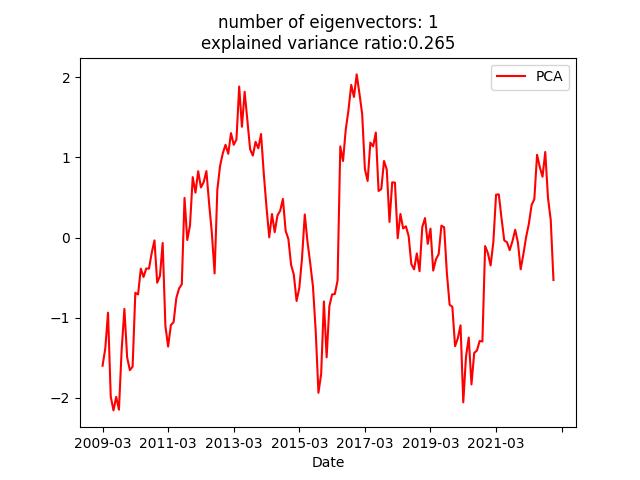 number of eigenvectors: 1
explained variance ratio:0.265
PCA
2
1
0
−1
−2
2009-03 2011-03 2013-03 2015-03 2017-03 2019-03 2021-03
Date